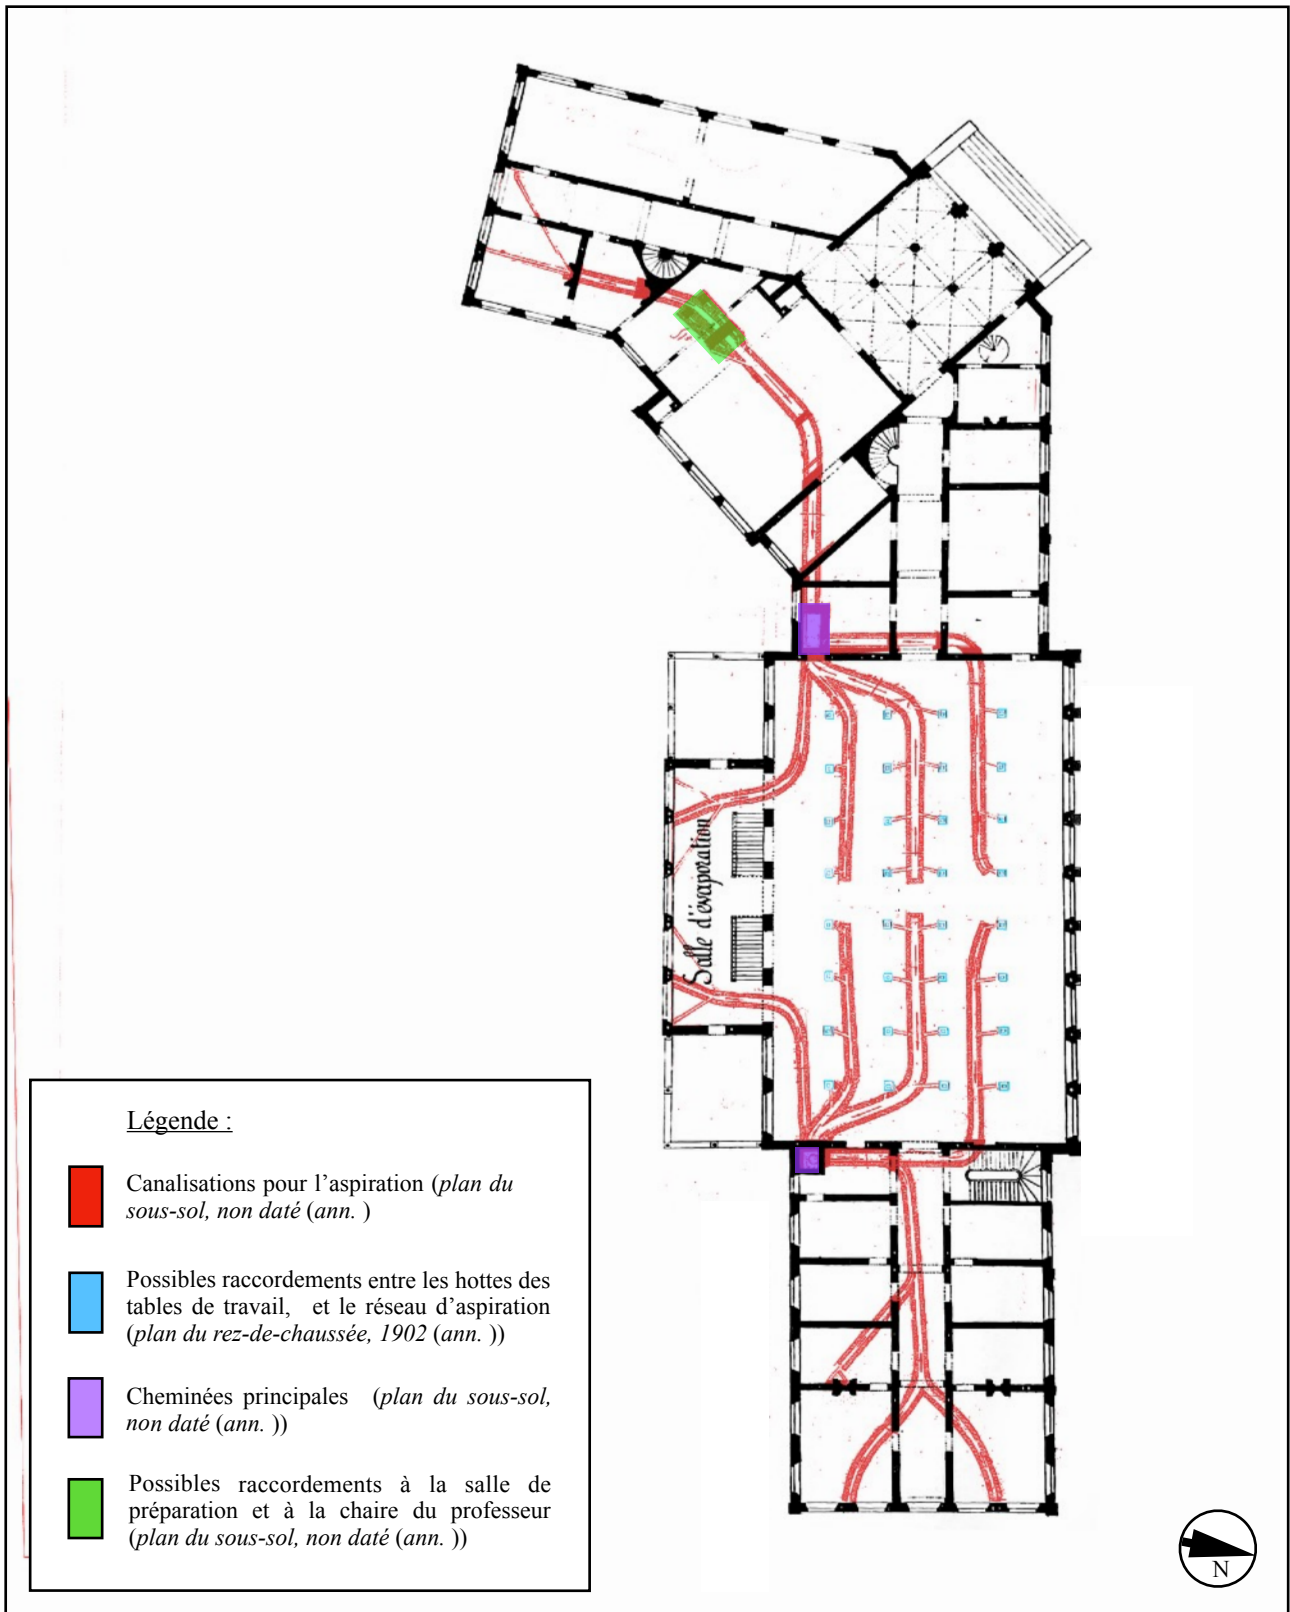 Salle d'évaporation
Légende :
Canalisations pour l'aspiration (plan du
sous-sol, non daté (ann. )
Possibles raccordements entre les hottes des
tables de travail, et le réseau d'aspiration
(plan du rez-de-chaussée, 1902 (ann. ))
Cheminées principales (plan du sous-sol,
non daté (ann. ))
Possibles raccordements à la salle de
préparation et à la chaire du professeur
(plan du sous-sol, non daté (ann. ))
N